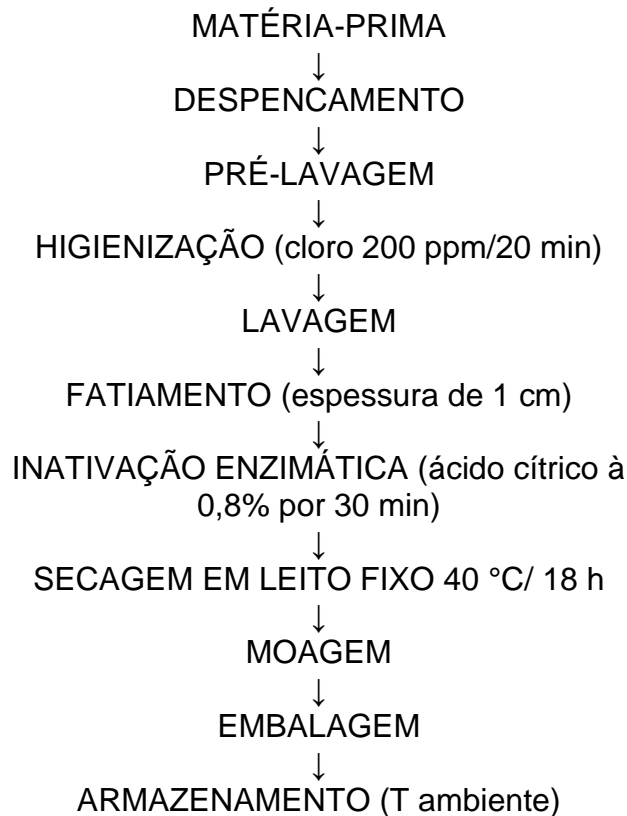 MATÉRIA-PRIMA
↓
DESPENCAMENTO
↓
PRÉ-LAVAGEM
↓
HIGIENIZAÇÃO (cloro 200 ppm/20 min)
↓
LAVAGEM
↓
FATIAMENTO (espessura de 1 cm)
↓
INATIVAÇÃO ENZIMÁTICA (ácido cítrico à
0,8% por 30 min)
↓
SECAGEM EM LEITO FIXO 40 °C/ 18 h
↓
MOAGEM
↓
EMBALAGEM
↓
ARMAZENAMENTO (T ambiente)